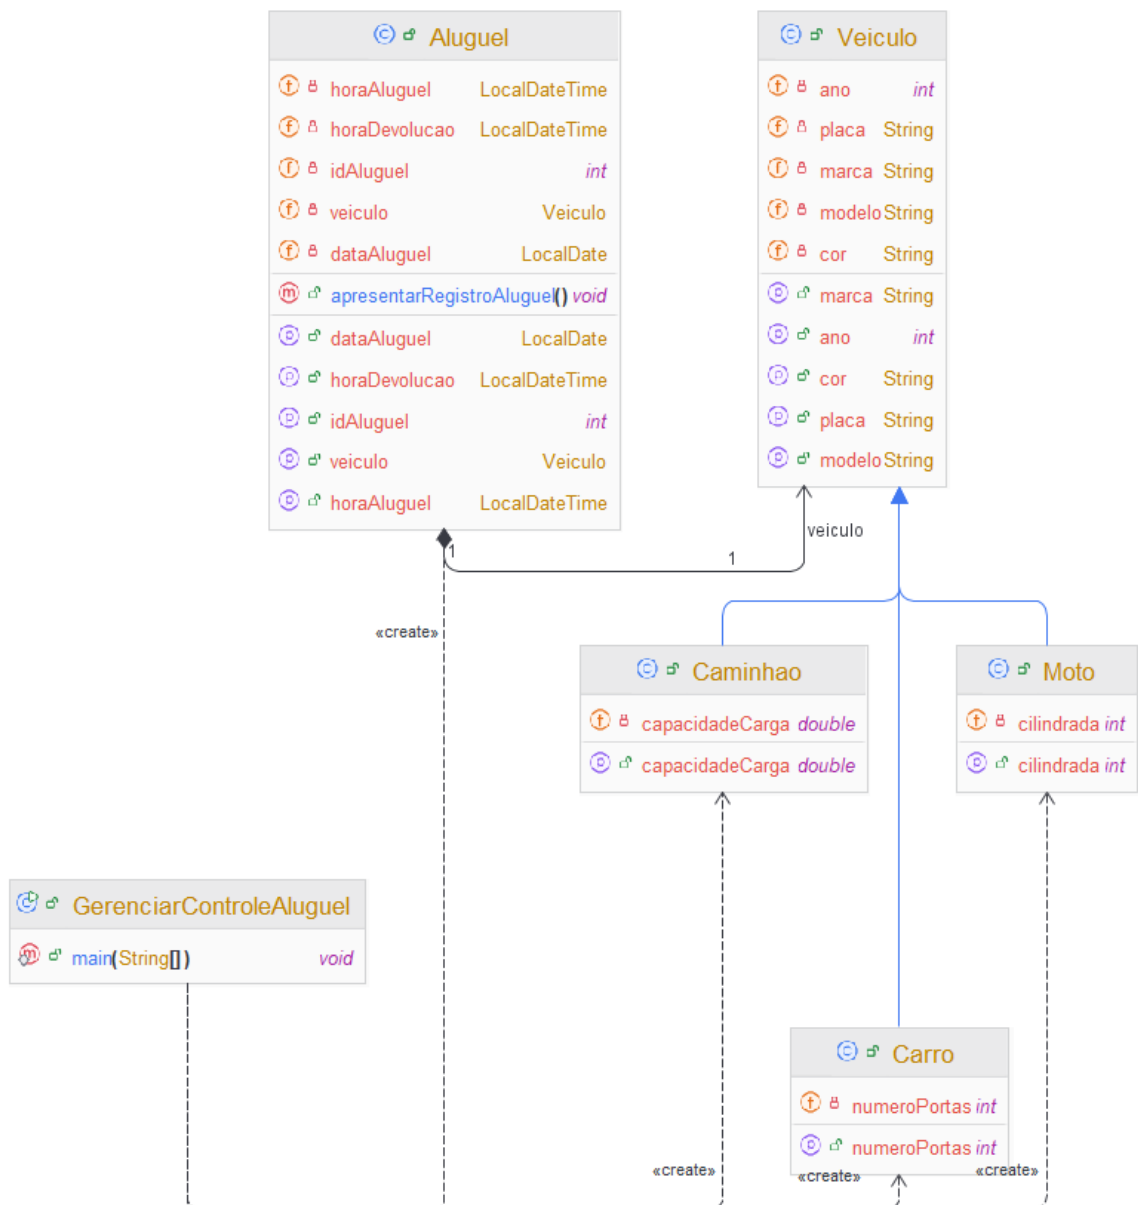 Aluguel
horaAluguel LocalDateTime
horaDevolucao LocalDateTime
idAluguel int
veiculo Veiculo
dataAluguel LocalDate
apresentarRegistroAluguel() void
dataAluguel LocalDate
horaDevolucao LocalDateTime
idAluguel int
veiculo Veiculo
horaAluguel LocalDateTime
Veiculo
ano int
placa String
marca String
modelo String
cor String
marca String
ano int
cor String
placa String
modelo String
1
1
veiculo
«create»
Caminhao
capacidadeCarga double
capacidadeCarga double
Moto
cilindrada int
cilindrada int
GerenciarControleAluguel
main(String[]) void
Carro
numeroPortas int
numeroPortas int
«create»
«create»
«create»